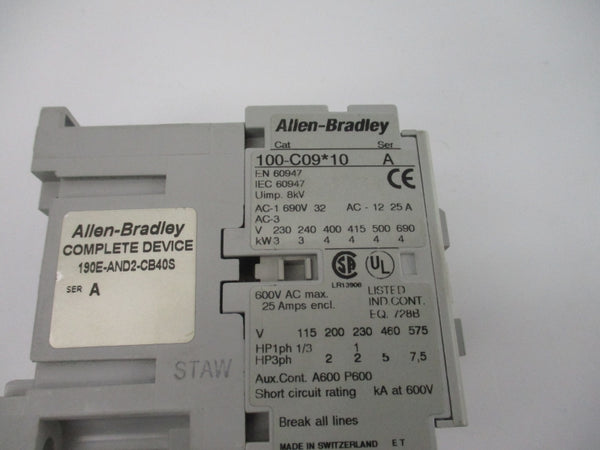 Allen-Bradley
COMPLETE DEVICE
190E-AND2-CB40S
SER A
STAW
Allen-Bradley
Cat Ser
100-C09*10 A
EN 60947
IEC 60947
Uimp. 8kV
CE
AC-1 690V 32 AC - 12 25 A
AC-3
V 230 240 400 415 500 690
kW 3 3 4 4 4 4
SA
UL
LR13908
600V AC max.
25 Amps encl.
LISTED
IND.CONT.
EQ. 728B
V 115 200 230 460 575
HP1ph 1/3 1
HP3ph 2 2 5 7,5
Aux.Cont. A600 P600
Short circuit rating kA at 600V
Break all lines
MADE IN SWITZERLAND E T